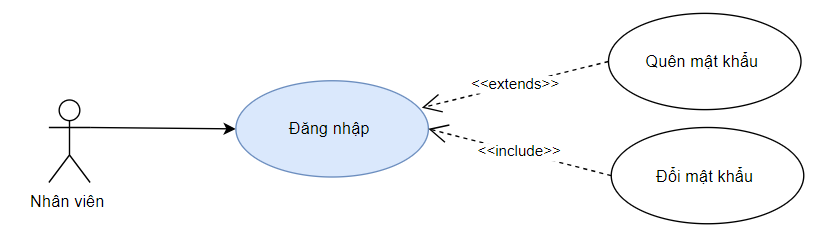 Quên mật khẩu
<<extends>>
Đăng nhập
<<include>>
Đổi mật khẩu
Nhân viên